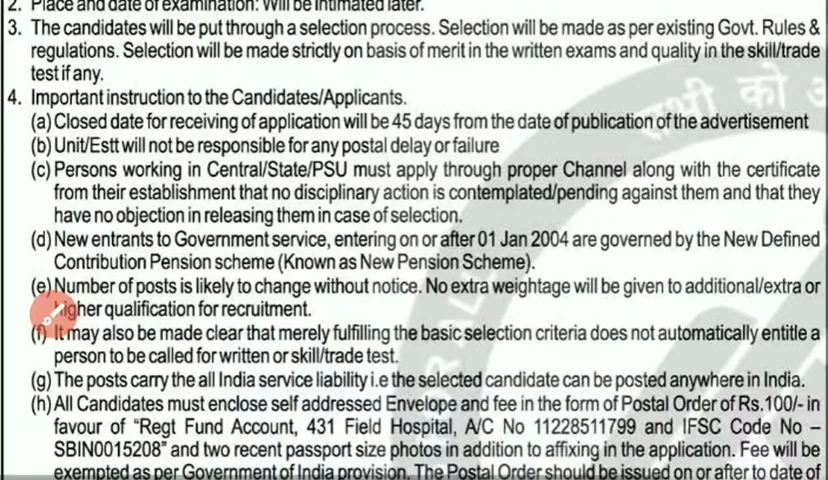 2. Place and date of examination: Will be intimated later.
3. The candidates will be put through a selection process. Selection will be made as per existing Govt. Rules &
regulations. Selection will be made strictly on basis of merit in the written exams and quality in the skill/trade
test if any.
4. Important instruction to the Candidates/Applicants.
(a) Closed date for receiving of application will be 45 days from the date of publication of the advertisement
(b) Unit/Estt will not be responsible for any postal delay or failure
(c) Persons working in Central/State/PSU must apply through proper Channel along with the certificate
from their establishment that no disciplinary action is contemplated/pending against them and that they
have no objection in releasing them in case of selection.
(d) New entrants to Government service, entering on or after 01 Jan 2004 are governed by the New Defined
Contribution Pension scheme (Known as New Pension Scheme).
(e) Number of posts is likely to change without notice. No extra weightage will be given to additional/extra or
higher qualification for recruitment.
(f) It may also be made clear that merely fulfilling the basic selection criteria does not automatically entitle a
person to be called for written or skill/trade test.
(g) The posts carry the all India service liability i.e the selected candidate can be posted anywhere in India.
(h) All Candidates must enclose self addressed Envelope and fee in the form of Postal Order of Rs.100/- in
favour of "Regt Fund Account, 431 Field Hospital, A/C No 11228511799 and IFSC Code No –
SBIN0015208" and two recent passport size photos in addition to affixing in the application. Fee will be
exempted as per Government of India provision. The Postal Order should be issued on or after to date of
भी को